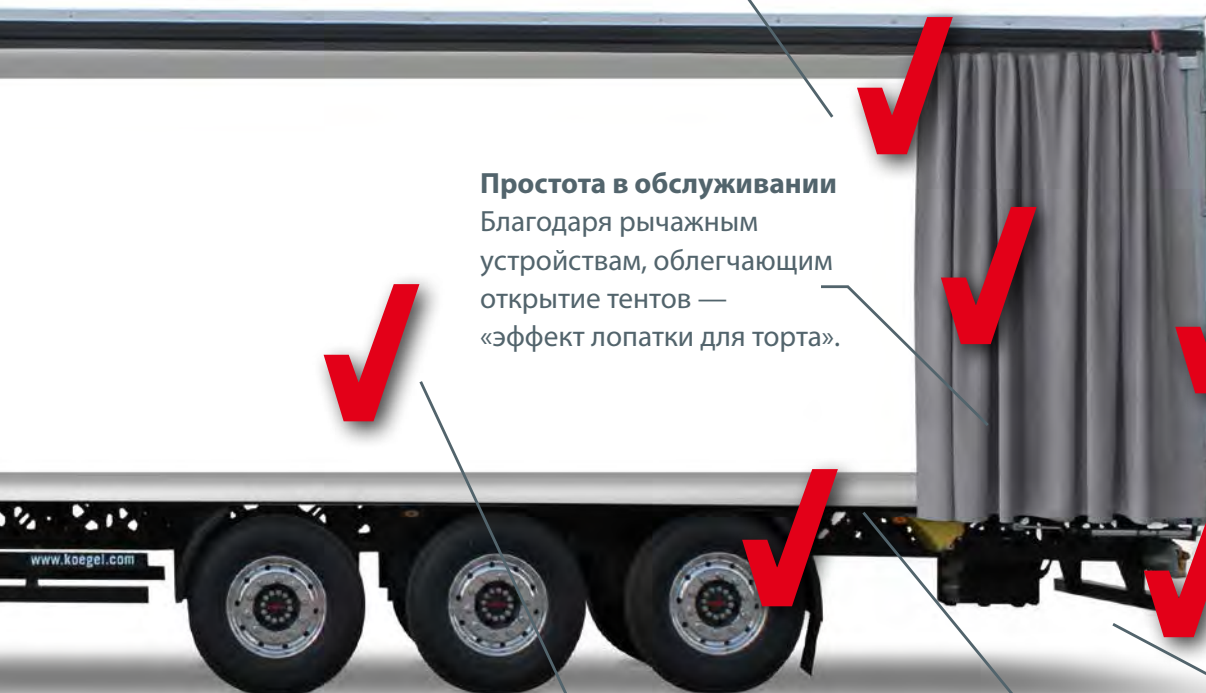 Простота в обслуживании
Благодаря рычажным
устройствам, облегчающим
открытие тентов —
«эффект лопатки для торта».
www.koegel.com